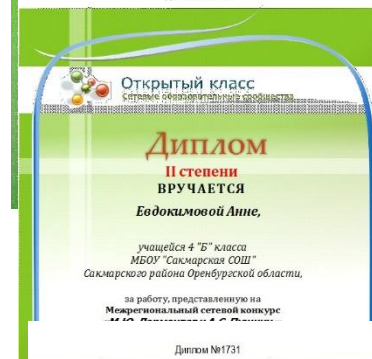 Открытый класс
Сетевые образовательные сообщества
Диплом
II степени
ВРУЧАЕТСЯ
Евдокимовой Анне,
учащейся 4 "Б" класса
МБОУ "Сакмарская СОШ"
Сакмарского района Оренбургской области,
за работу, представленную на
Межрегиональный сетевой конкурс
Диплом №1731